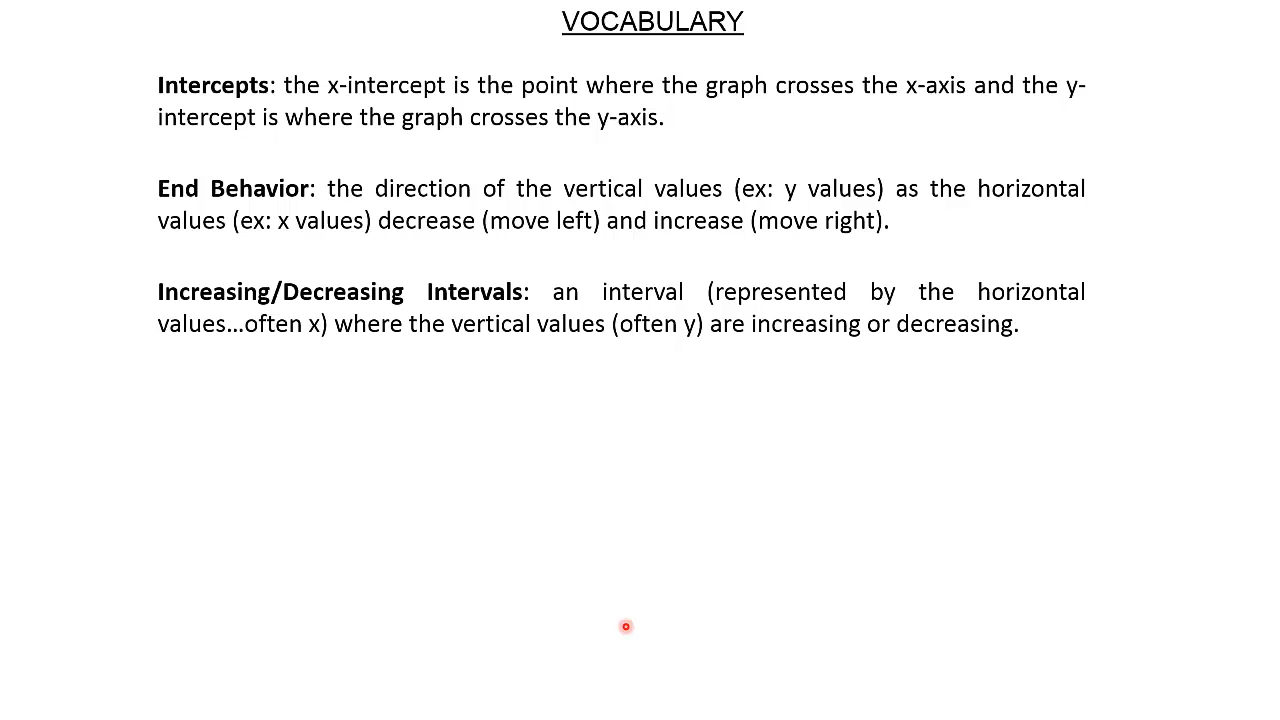 VOCABULARY
Intercepts: the x-intercept is the point where the graph crosses the x-axis and the y-
intercept is where the graph crosses the y-axis.
End Behavior: the direction of the vertical values (ex: y values) as the horizontal
values (ex: x values) decrease (move left) and increase (move right).
Increasing/Decreasing Intervals: an interval (represented by the horizontal
values...often x) where the vertical values (often y) are increasing or decreasing.